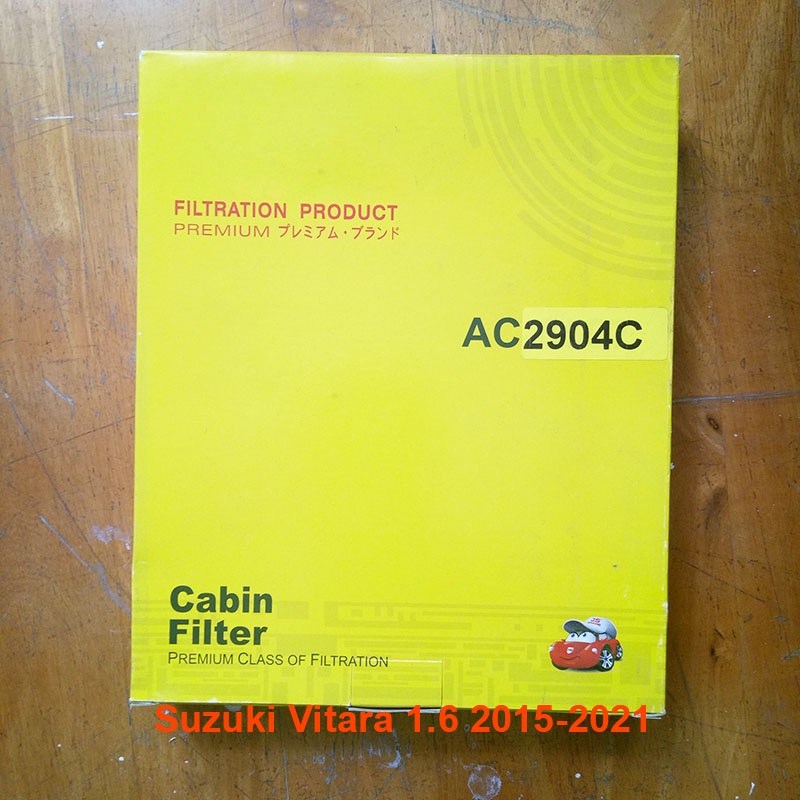 FILTRATION PRODUCT
PREMIUM プレミアム・ブランド
AC2904C
Cabin
Filter
PREMIUM CLASS OF FILTRATION
JS
Suzuki Vitara 1.6 2015-2021